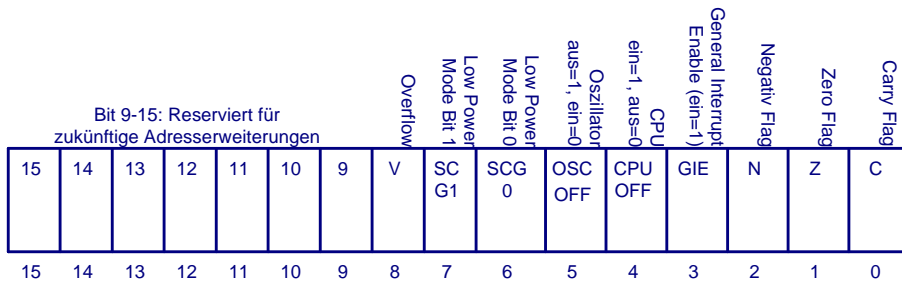 Bit 9-15: Reserviert für
zukünftige Adresserweiterungen
Overflow
Low Power
Mode Bit 1
Low Power
Mode Bit 0
Oszillator
aus=1, ein=0
CPU
ein=1, aus=0
General Interrupt
Enable (ein=1)
Negativ Flag
Zero Flag
Carry Flag
15 14 13 12 11 10 9 V SC SCG OSC CPU GIE N Z C
G1 0 OFF OFF
15 14 13 12 11 10 9 8 7 6 5 4 3 2 1 0